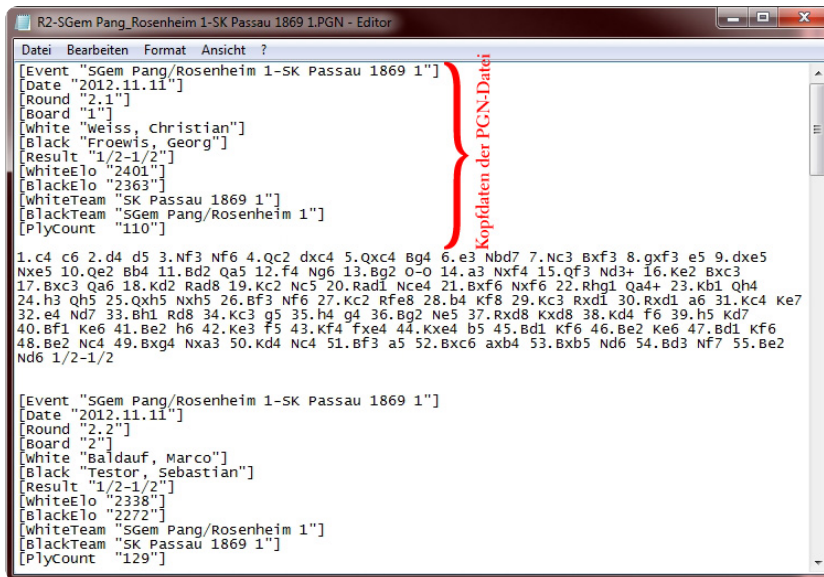 R2-SGem Pang_Rosenheim 1-SK Passau 1869 1.PGN - Editor
Datei Bearbeiten Format Ansicht ?
[Event "SGem Pang/Rosenheim 1-SK Passau 1869 1"]
[Date "2012.11.11"]
[Round "2.1"]
[Board "1"]
[White "Weiss, Christian"]
[Black "Froewis, Georg"]
[Result "1/2-1/2"]
[WhiteElo "2401"]
[BlackElo "2363"]
[WhiteTeam "SK Passau 1869 1"]
[BlackTeam "SGem Pang/Rosenheim 1"]
[PlyCount "110"]
Kopfdaten der PGN-Datei
1.c4 c6 2.d4 d5 3.Nf3 Nf6 4.Qc2 dxc4 5.Qxc4 Bg4 6.e3 Nbd7 7.Nc3 Bxf3 8.gxf3 e5 9.dxe5
Nxe5 10.Qe2 Bb4 11.Bd2 Qa5 12.f4 Ng6 13.Bg2 O-O 14.a3 Nxf4 15.Qf3 Nd3+ 16.Ke2 Bxc3
17.Bxc3 Qa6 18.Kd2 Rad8 19.Kc2 Nc5 20.Rad1 Nce4 21.Bxf6 Nxf6 22.Rhg1 Qa4+ 23.Kb1 Qh4
24.h3 Qh5 25.Qxh5 Nxh5 26.Bf3 Nf6 27.Kc2 Rfe8 28.b4 Kf8 29.Kc3 Rxd1 30.Rxd1 a6 31.Kc4 Ke7
32.e4 Nd7 33.Bh1 Rd8 34.Kc3 g5 35.h4 g4 36.Bg2 Ne5 37.Rxd8 Kxd8 38.Kd4 f6 39.h5 Kd7
40.Bf1 Ke6 41.Be2 h6 42.Ke3 f5 43.Kf4 fxe4 44.Kxe4 b5 45.Bd1 Kf6 46.Be2 Ke6 47.Bd1 Kf6
48.Be2 Nc4 49.Bxg4 Nxa3 50.Kd4 Nc4 51.Bf3 a5 52.Bxc6 axb4 53.Bxb5 Nd6 54.Bd3 Nf7 55.Be2
Nd6 1/2-1/2
[Event "SGem Pang/Rosenheim 1-SK Passau 1869 1"]
[Date "2012.11.11"]
[Round "2.2"]
[Board "2"]
[White "Baldauf, Marco"]
[Black "Testor, Sebastian"]
[Result "1/2-1/2"]
[WhiteElo "2338"]
[BlackElo "2272"]
[WhiteTeam "SGem Pang/Rosenheim 1"]
[BlackTeam "SK Passau 1869 1"]
[PlyCount "129"]